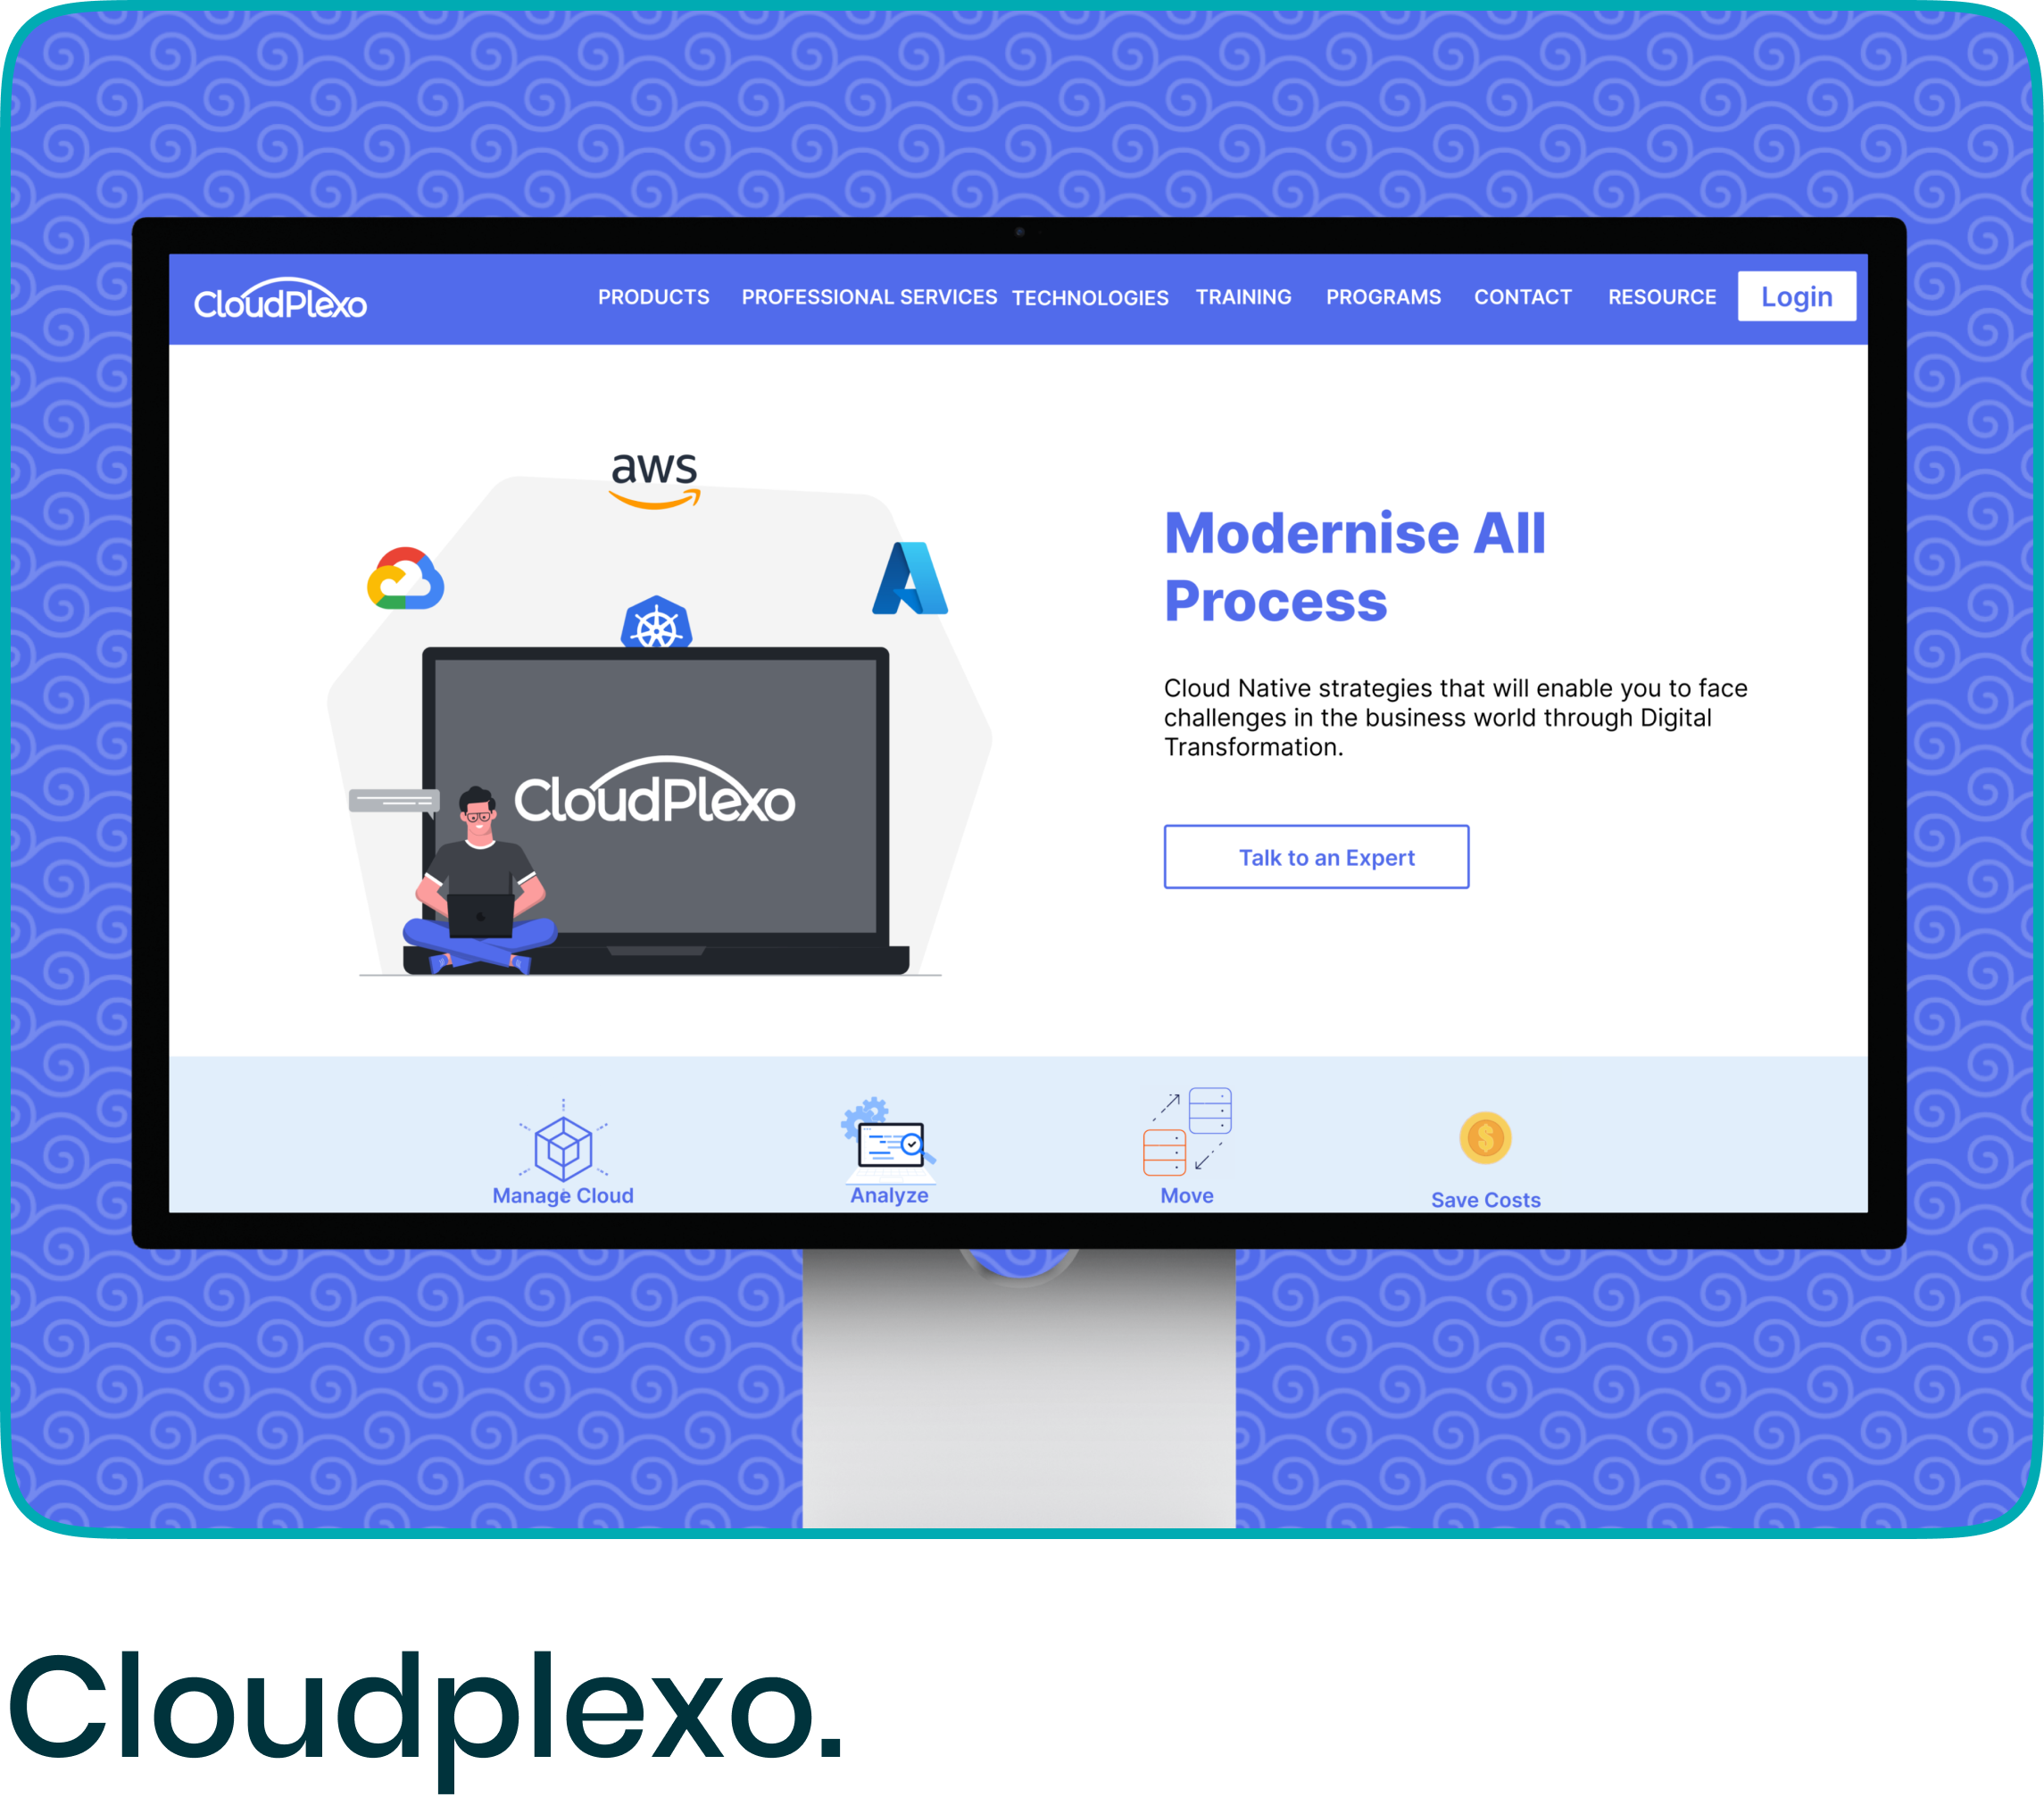 CloudPlexo
PRODUCTS PROFESSIONAL SERVICES TECHNOLOGIES TRAINING PROGRAMS CONTACT RESOURCE Login
aws
CloudPlexo
Modernise All
Process
Cloud Native strategies that will enable you to face
challenges in the business world through Digital
Transformation.
Talk to an Expert
Manage Cloud Analyze Move Save Costs
Cloudplexo.